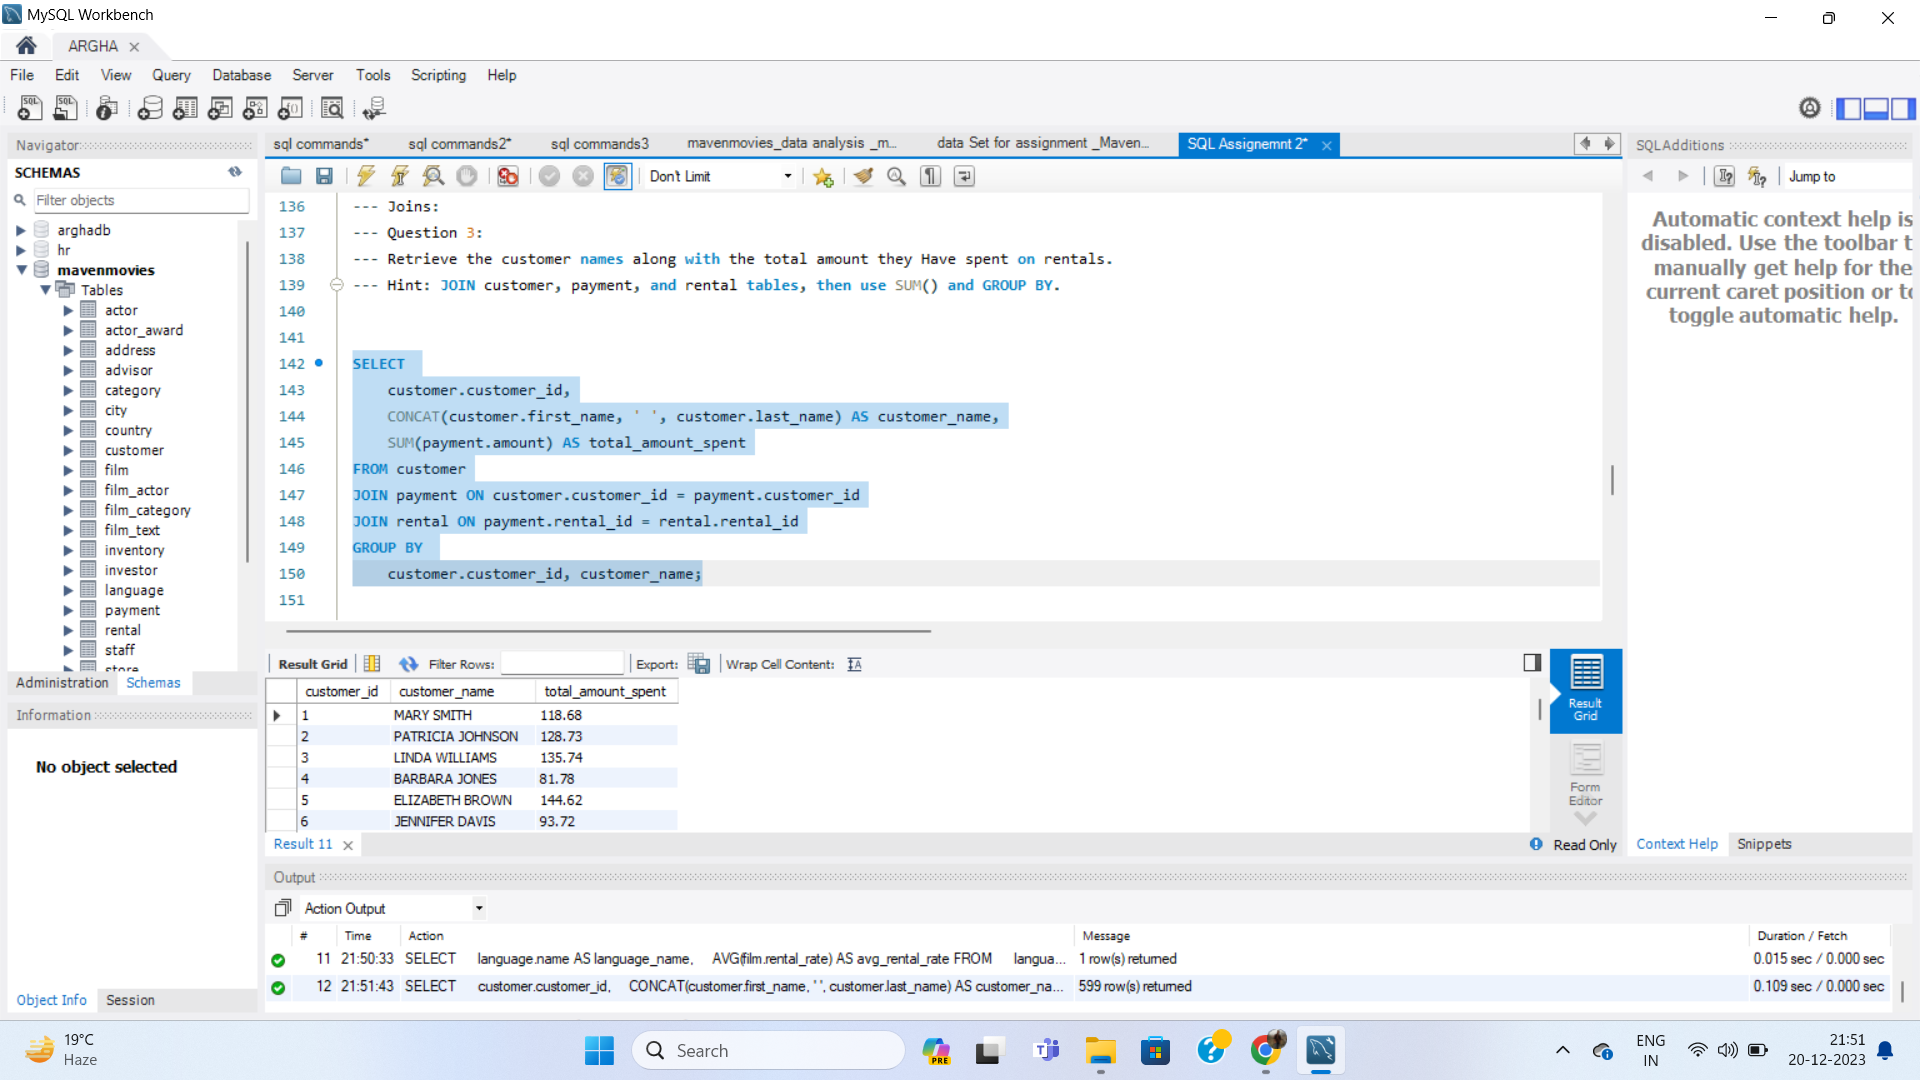 MySQL Workbench
ARGHA
File Edit View Query Database Server Tools Scripting Help
Navigator
SCHEMAS
Filter objects
arghadb
hr
mavenmovies
Tables
actor
actor_award
address
advisor
category
city
country
customer
film
film_actor
film_category
film_text
inventory
investor
language
payment
rental
staff
store
Administration Schemas
Information
No object selected
Object Info Session
sql commands* sql commands2* sql commands3 mavenmovies_data analysis _m... data Set for assignment _Maven... SQL Assignemnt 2*
Don't Limit
136 --- Joins:
137 --- Question 3:
138 --- Retrieve the customer names along with the total amount they Have spent on rentals.
139 --- Hint: JOIN customer, payment, and rental tables, then use SUM() and GROUP BY.
140
141
142 SELECT
143 customer.customer_id,
144 CONCAT(customer.first_name, ' ', customer.last_name) AS customer_name,
145 SUM(payment.amount) AS total_amount_spent
146 FROM customer
147 JOIN payment ON customer.customer_id = payment.customer_id
148 JOIN rental ON payment.rental_id = rental.rental_id
149 GROUP BY
150 customer.customer_id, customer_name;
151
Result Grid Filter Rows: Export: Wrap Cell Content:
customer_id customer_name total_amount_spent
1 MARY SMITH 118.68
2 PATRICIA JOHNSON 128.73
3 LINDA WILLIAMS 135.74
4 BARBARA JONES 81.78
5 ELIZABETH BROWN 144.62
6 JENNIFER DAVIS 93.72
Result Grid
Form Editor
Result 11
Read Only
SQLAdditions
Jump to
Automatic context help is
disabled. Use the toolbar t
manually get help for the
current caret position or to
toggle automatic help.
Context Help Snippets
Output
Action Output
# Time Action Message Duration / Fetch
11 21:50:33 SELECT language.name AS language_name, AVG(film.rental_rate) AS avg_rental_rate FROM langua... 1 row(s) returned 0.015 sec / 0.000 sec
12 21:51:43 SELECT customer.customer_id, CONCAT(customer.first_name, ' ', customer.last_name) AS customer_na... 599 row(s) returned 0.109 sec / 0.000 sec
19°C
Haze
Search
PRE
ENG
IN
21:51
20-12-2023